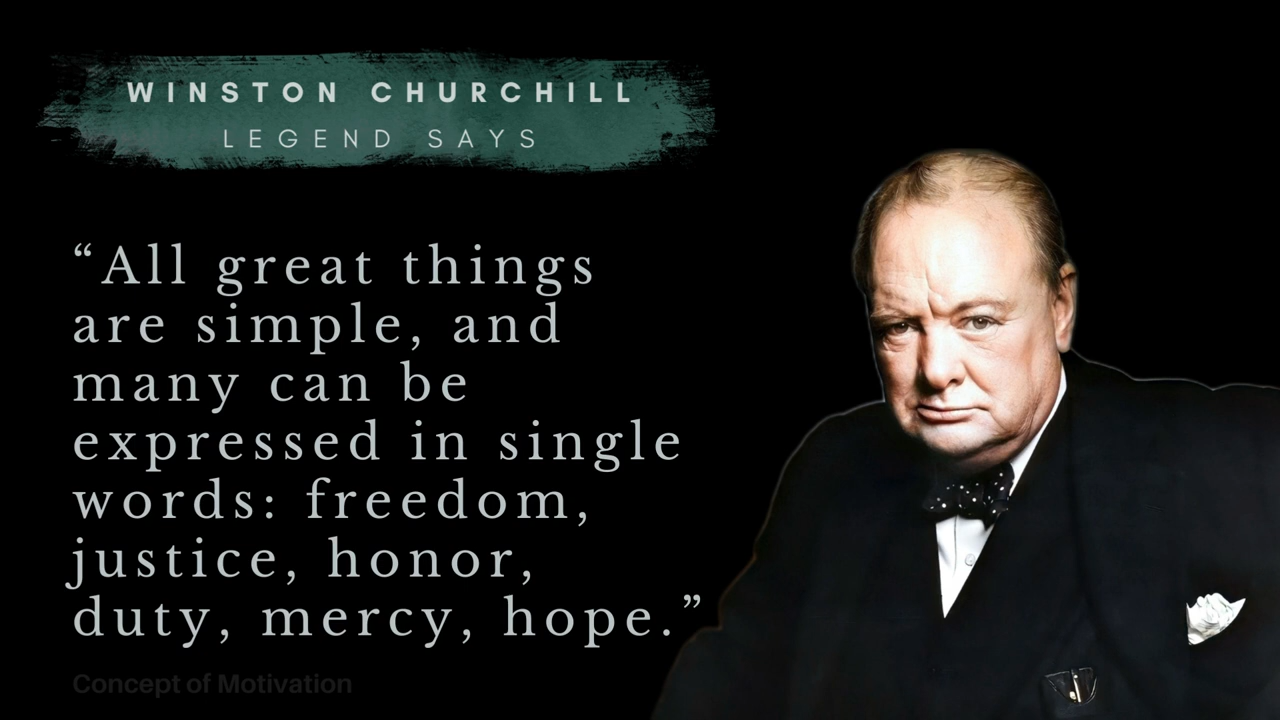 WINSTON CHURCHILL
LEGEND SAYS
“All great things
are simple, and
many can be
expressed in single
words: freedom,
justice, honor,
duty, mercy, hope.”
Concept of Motivation